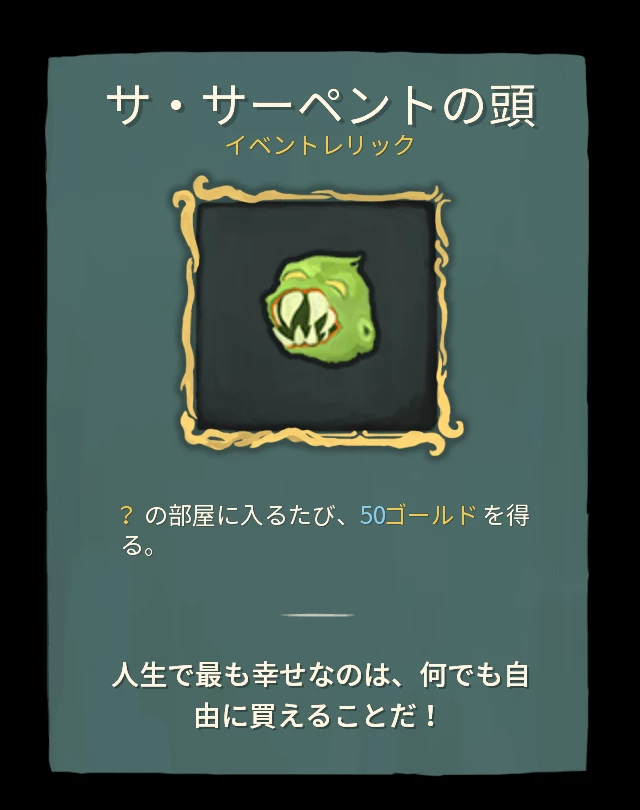 サ・サーペントの頭
イベントレリック
？ の部屋に入るたび、50ゴールド を得
る。
人生で最も幸せなのは、何でも自
由に買えることだ！